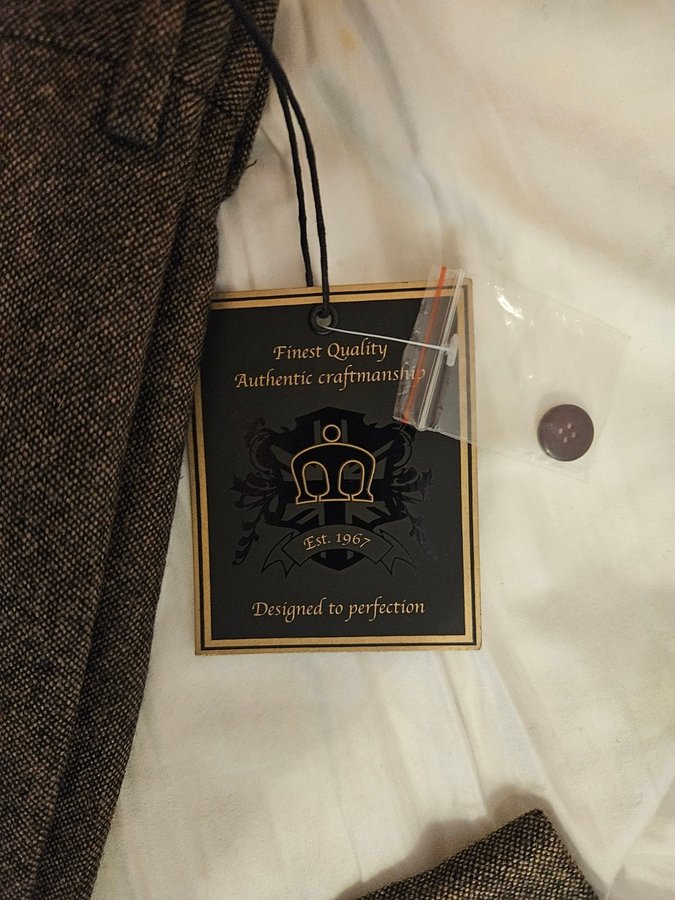 Finest Quality
Authentic craftmanship
Est. 1967
Designed to perfection